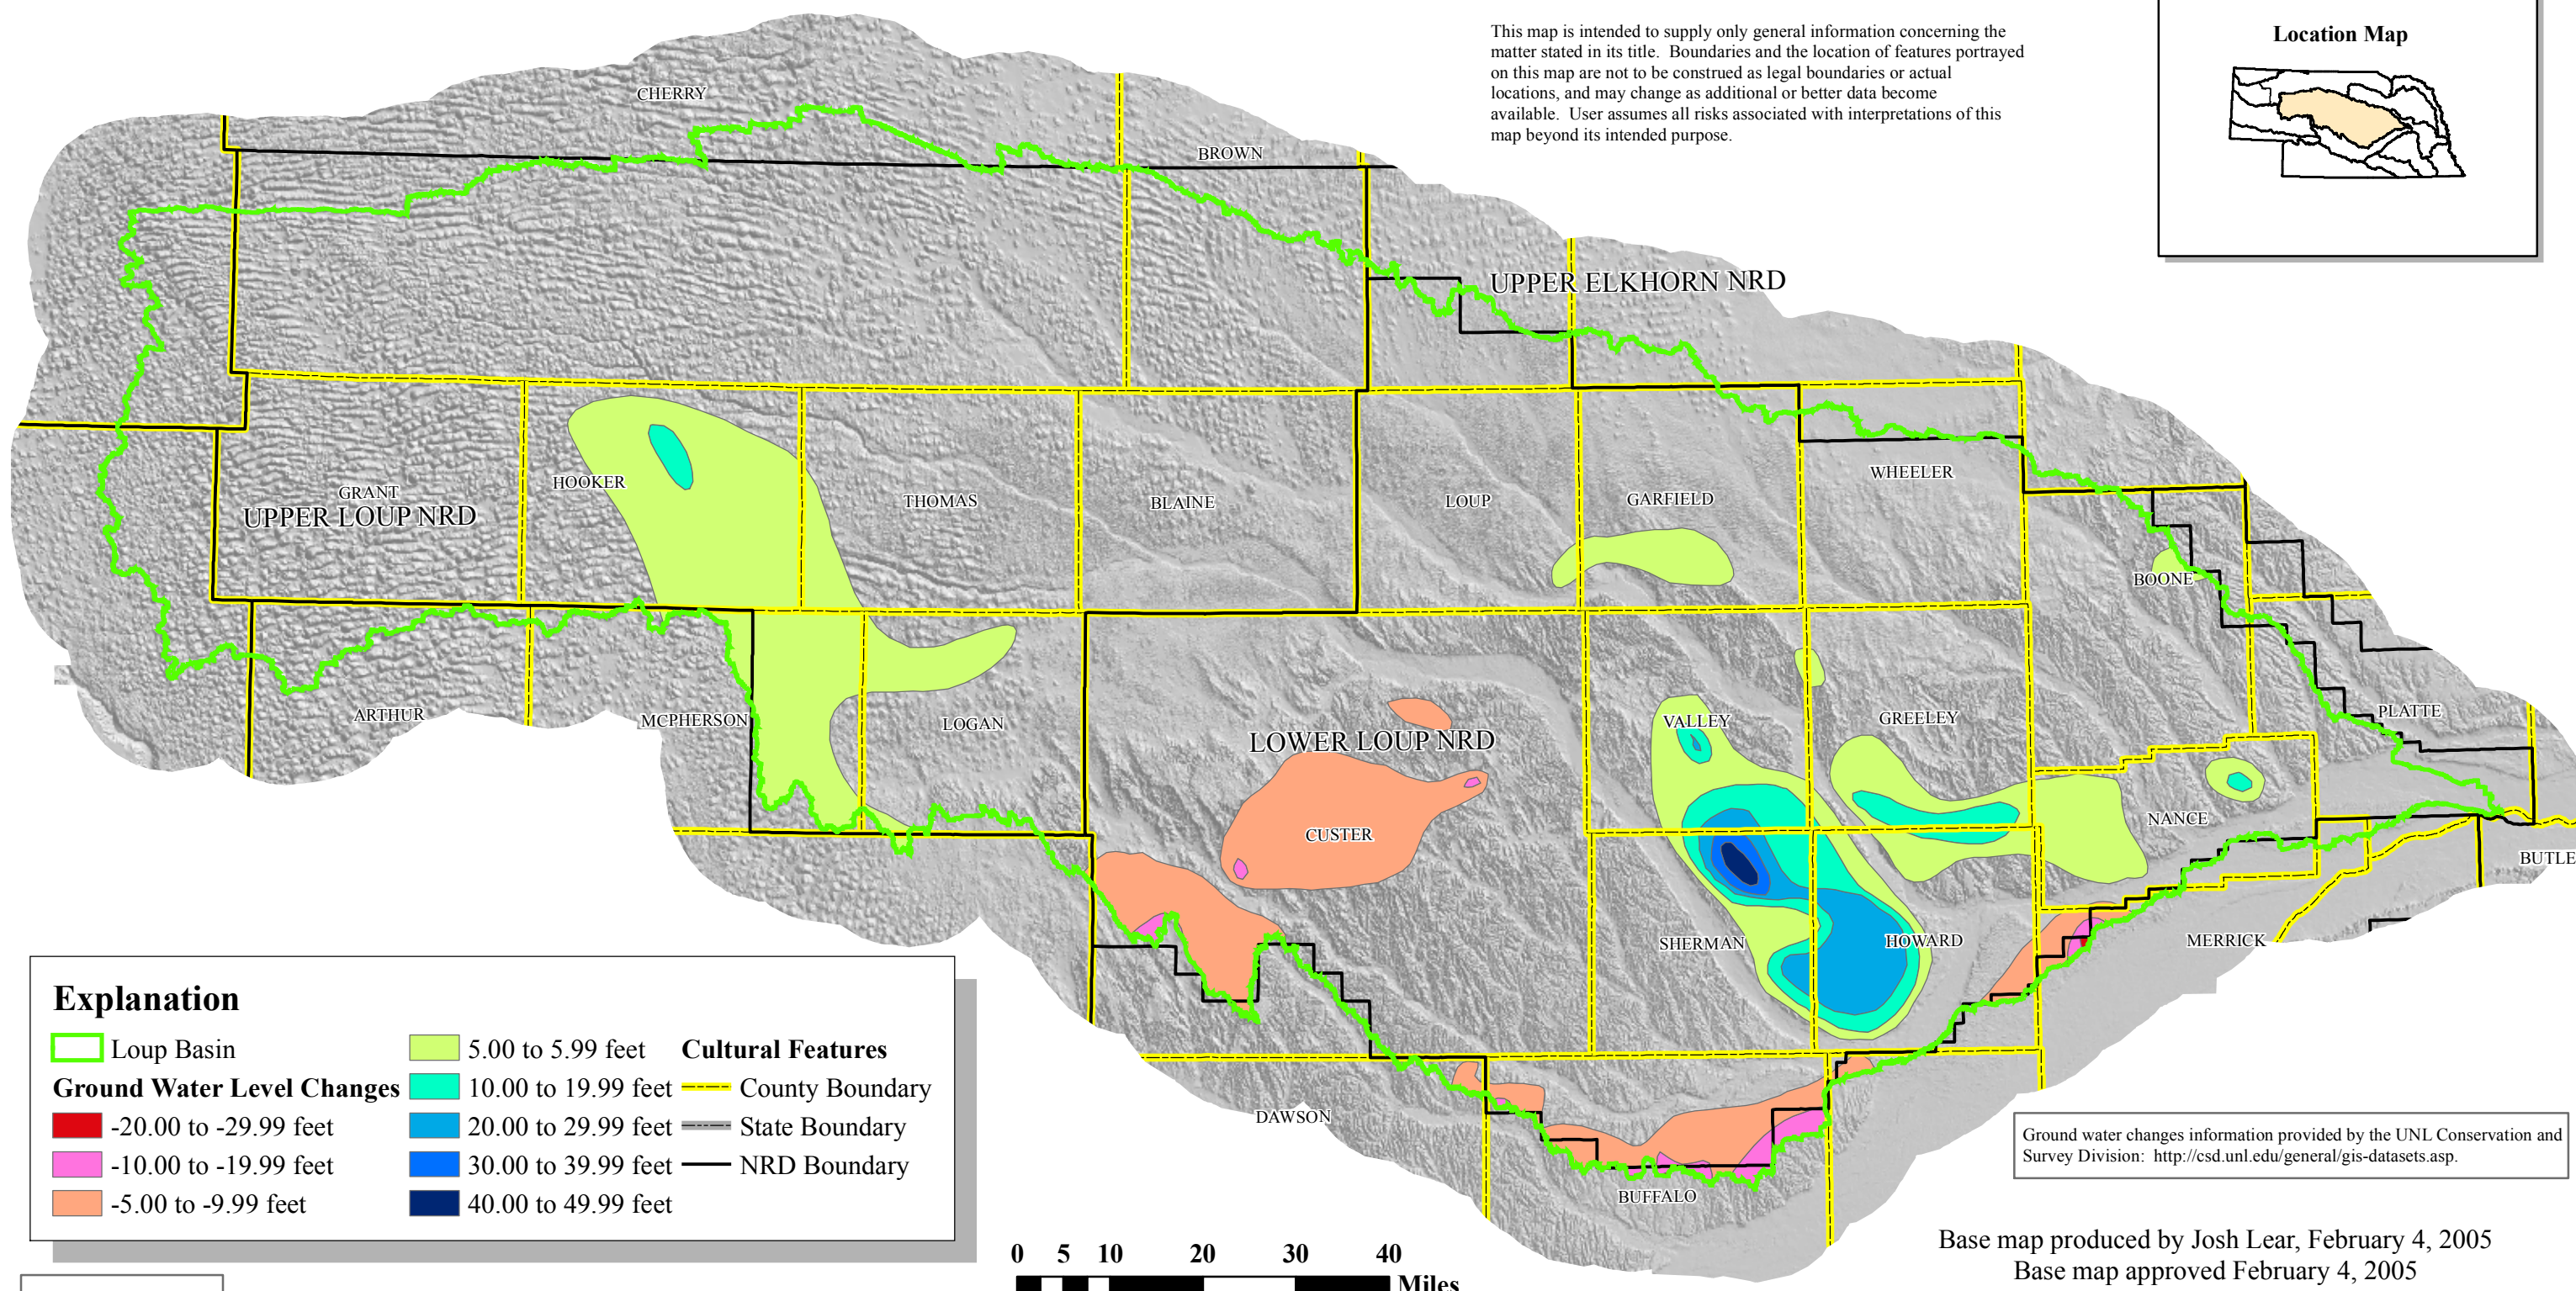 This map is intended to supply only general information concerning the
matter stated in its title. Boundaries and the location of features portrayed
on this map are not to be construed as legal boundaries or actual
locations, and may change as additional or better data become
available. User assumes all risks associated with interpretations of this
map beyond its intended purpose.
Location Map
CHERRY
BROWN
UPPER ELKHORN NRD
HOOKER
GRANT
UPPER LOUP NRD
THOMAS
BLAINE
LOUP
GARFIELD
WHEELER
BOONE
ARTHUR
MCPHERSON
LOGAN
LOWER LOUP NRD
VALLEY
GREELEY
PLATTE
CUSTER
NANCE
BUTLE
SHERMAN
HOWARD
MERRICK
DAWSON
BUFFALO
Explanation
Loup Basin
Ground Water Level Changes
-20.00 to -29.99 feet
-10.00 to -19.99 feet
-5.00 to -9.99 feet
5.00 to 5.99 feet
10.00 to 19.99 feet
20.00 to 29.99 feet
30.00 to 39.99 feet
40.00 to 49.99 feet
Cultural Features
County Boundary
State Boundary
NRD Boundary
0 5 10 20 30 40
Miles
Ground water changes information provided by the UNL Conservation and
Survey Division: http://csd.unl.edu/general/gis-datasets.asp.
Base map produced by Josh Lear, February 4, 2005
Base map approved February 4, 2005